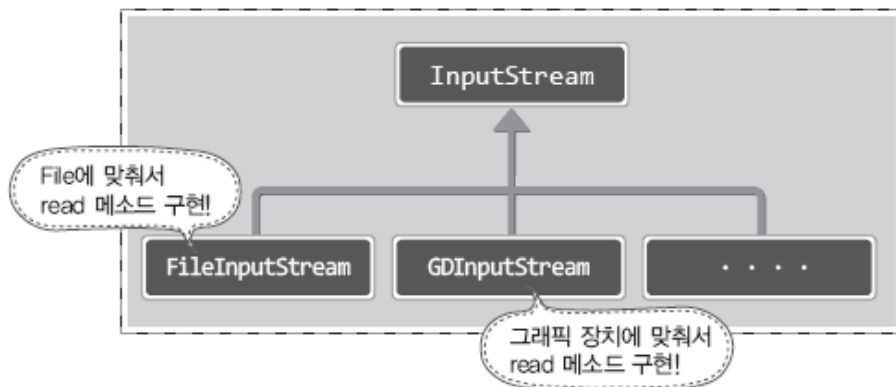 InputStream
File에 맞춰서
read 메소드 구현!
FileInputStream
GDInputStream
· · · ·
그래픽 장치에 맞춰서
read 메소드 구현!